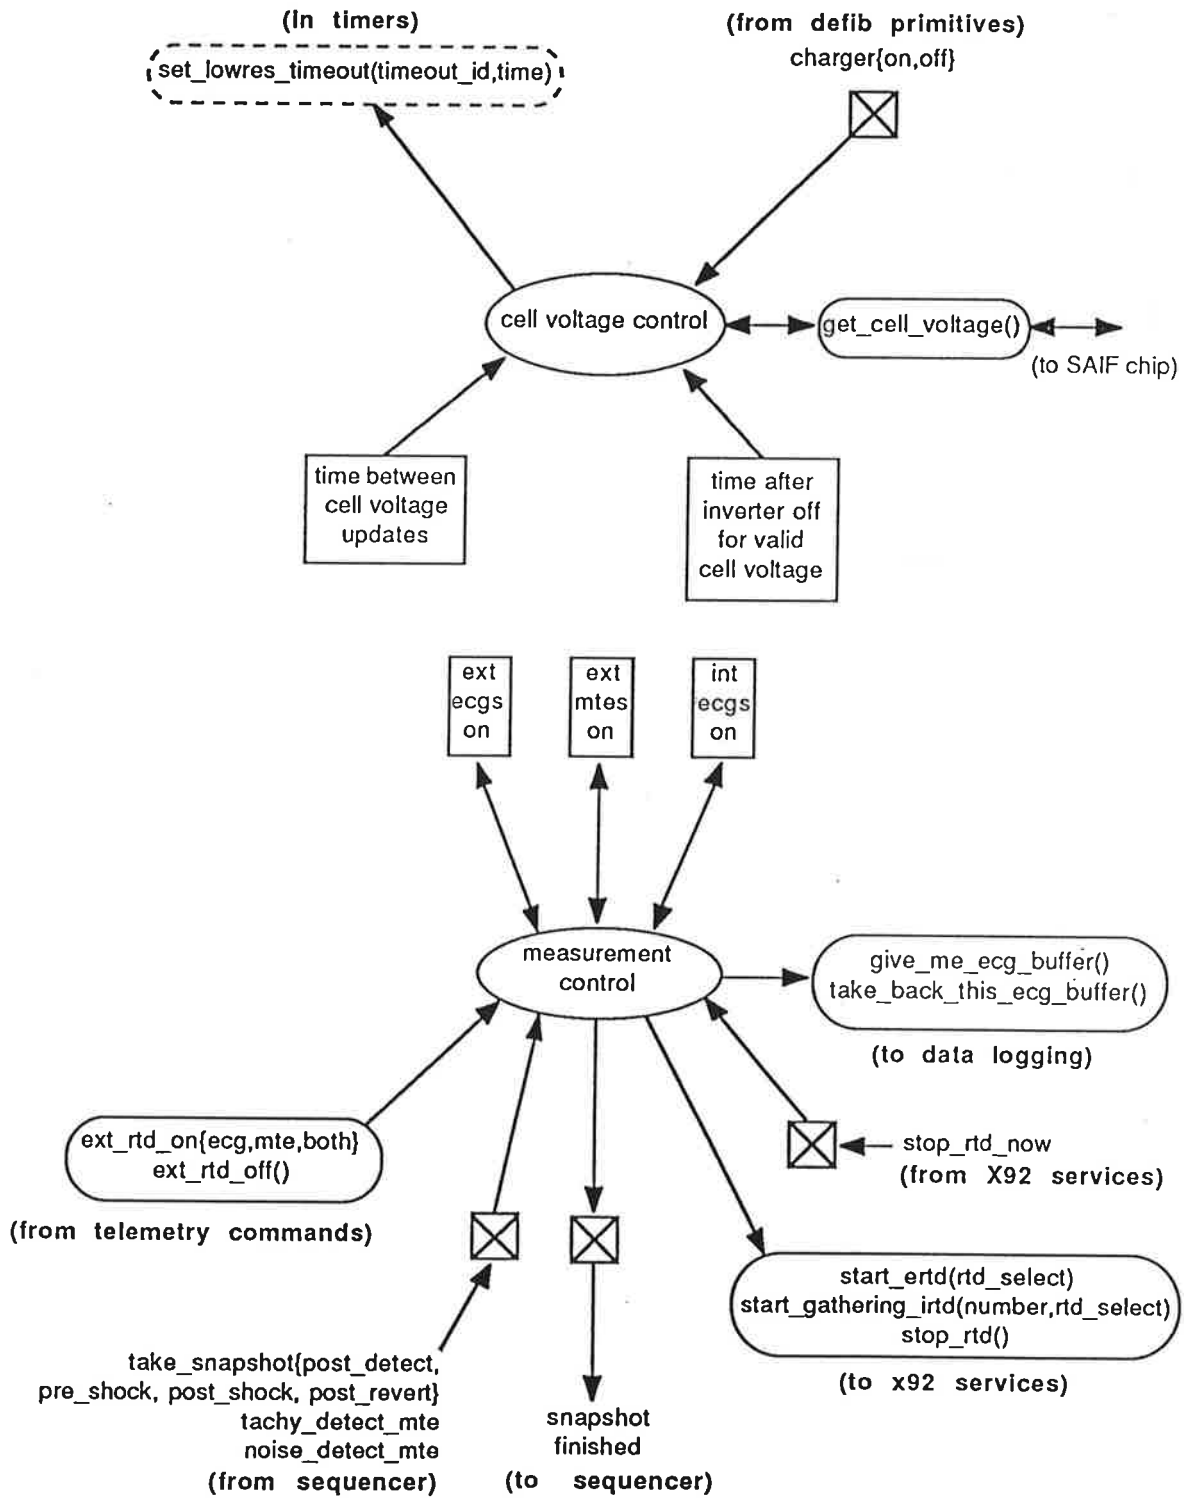 (in timers)
set_lowres_timeout(timeout_id,time)
(from defib primitives)
charger{on,off}
cell voltage control
get_cell_voltage()
(to SAIF chip)
time between
cell voltage
updates
time after
inverter off
for valid
cell voltage
ext
ecgs
on
ext
mtes
on
int
ecgs
on
measurement
control
give_me_ecg_buffer()
take_back_this_ecg_buffer()
(to data logging)
ext_rtd_on{ecg,mte,both}
ext_rtd_off()
(from telemetry commands)
stop_rtd_now
(from X92 services)
start_ertd(rtd_select)
start_gathering_irtd(number,rtd_select)
stop_rtd()
(to x92 services)
take_snapshot{post_detect,
pre_shock, post_shock, post_revert}
tachy_detect_mte
noise_detect_mte
(from sequencer)
snapshot
finished
(to sequencer)